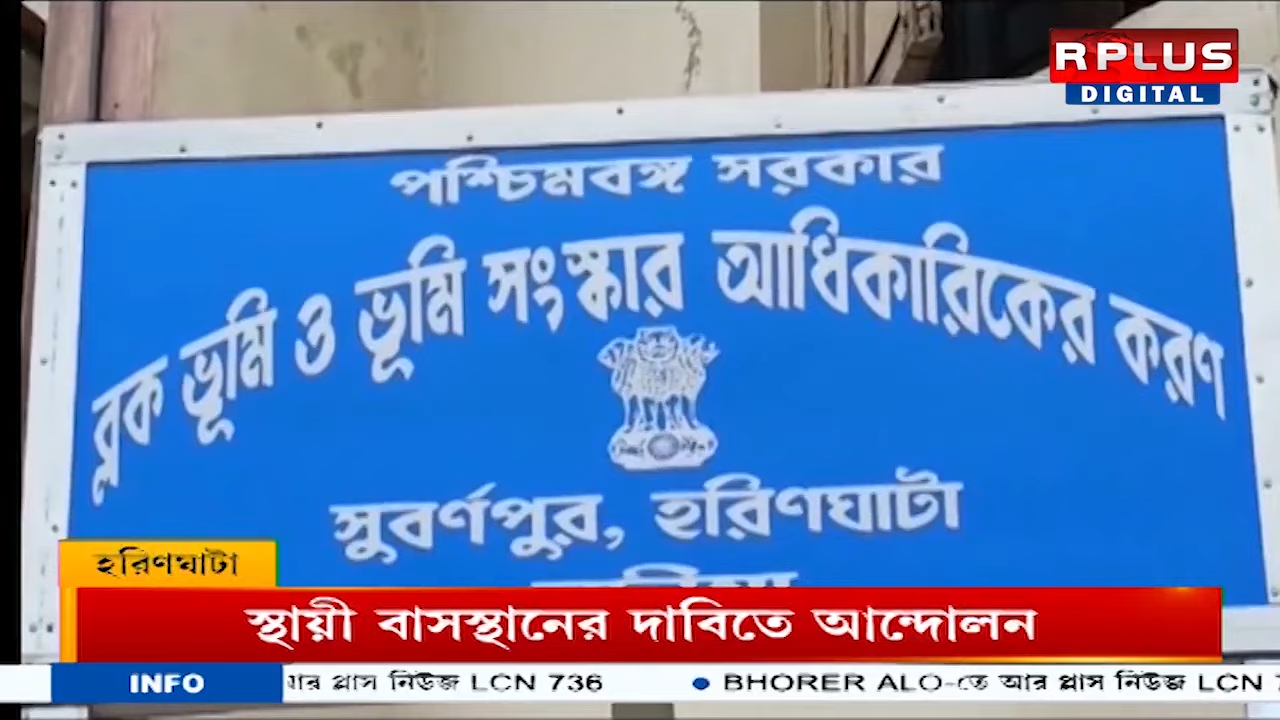 RPLUS
DIGITAL
পশ্চিমবঙ্গ সরকার
ব্লক ভূমি ও ভূমি সংস্কার আধিকারিকের করণ
সুবর্ণপুর, হরিণঘাটা
হরিণঘাটা
স্থায়ী বাসস্থানের দাবিতে আন্দোলন
INFO
আর প্লাস নিউজ LCN 736 ● BHORER ALO-তে আর প্লাস নিউজ LCN